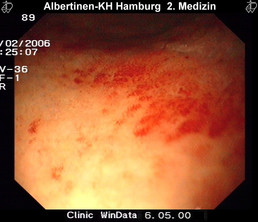 Albertinen-KH Hamburg 2. Medizin
89
/02/2006
:25:07
V-36
F-1
R
Clinic WinData 6.05.00